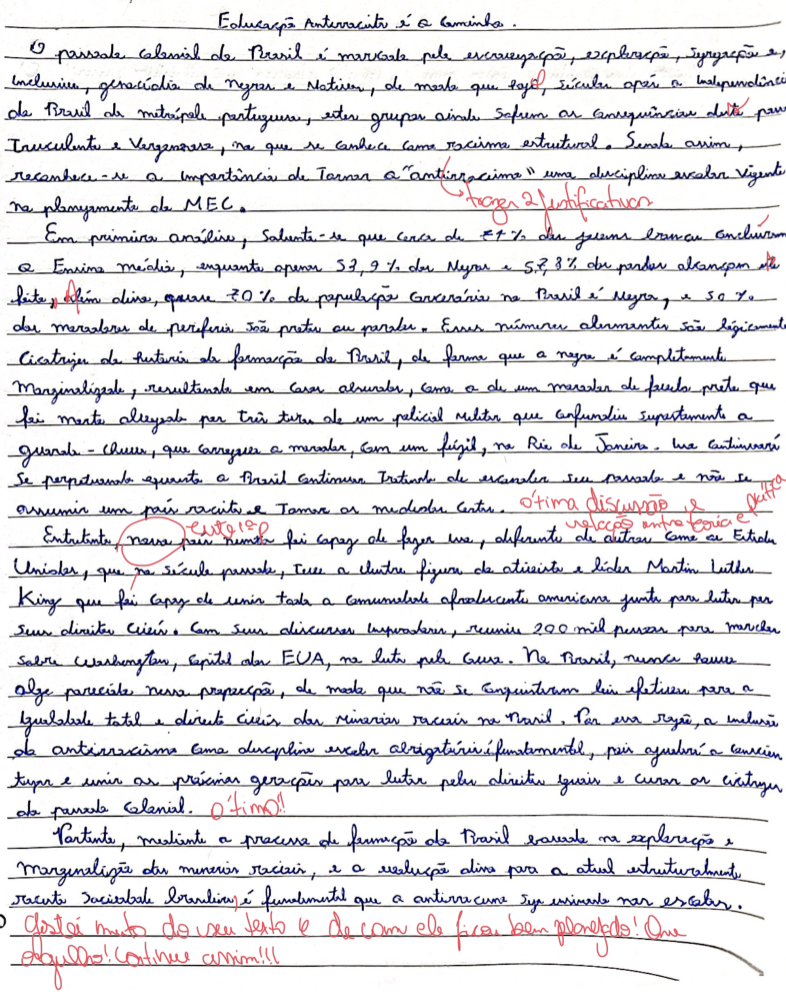 Educação Antirracista é o Caminho.
O passado colonial do Brasil é marcado pela escravização, exploração, segregação e,
inclusive, genocídio de negros e Nativos, de modo que hoje, séculos após a independência
do Brasil da metrópole portuguesa, estes grupos ainda sofrem as consequências deste passado
Truculento e Vergonhoso, no que se conhece como racismo estrutural. Sendo assim,
reconhece-se a importância de Tornar o "antirracismo" uma disciplina escolar Vigente
no planejamento do MEC.
trazer 2 justificativas
Em primeira análise, Saliente-se que cerca de 71% dos jovens brancos concluíram
o Ensino médio, enquanto apenas 53,9% dos Negros e 57,8% dos pardos alcançam
feito, Além disso, quase 70% da população carcerária no Brasil é Negra, e 50%
dos moradores de periferia são pretos ou pardos. Esses números alarmantes são logicamente
Cicatrizes da história da formação do Brasil, de forma que o negro é completamente
Marginalizado, resultando em casos absurdos, como o de um morador de favela preto que
foi morto alvejado por três tiros de um policial militar que confundiu supostamente o
guarda-chuva, que carregava o morador, com um fuzil, no Rio de Janeiro. Isso continuará
Se perpetuando enquanto o Brasil continuar Tratando de esconder seu passado e não se
assumir um país racista e Tomar as medidas certas.
ótima discussão e
relação entre teoria e prática
Entretanto, nosso país nunca foi capaz de fazer isso, diferente de outros como os Estados
Unidos, que no século passado, teve a ilustre figura do ativista e líder Martin Luther
King que foi capaz de unir toda a comunidade afrodescente americana junta para lutar por
seus direitos civis. Com seus discursos inspiradores, reuniu 200 mil pessoas para marchar
sobre Washington, capital dos EUA, na luta pela causa. No Brasil, nunca houve
algo parecido nessa proporção, de modo que não se conquistaram leis efetivas para a
igualdade total e direitos civis das minorias raciais no Brasil. Por essa razão, a inclusão
do antirracismo como disciplina escolar obrigatória é fundamental, pois ajudará a conscien
tizar e unir as próximas gerações para lutar pelos direitos iguais e curar as cicatrizes
do passado colonial. Ótimo!!
Portanto, mediante o processo de formação do Brasil baseado na exploração e
marginalização das minorias raciais, e a evolução disso para a atual estruturalmente
racista Sociedade brasileira, é fundamental que o antirracismo seja ensinado nas escolas.
Gostei muito do seu texto e de com ele ficou bem planejado! Que
orgulho! Continue assim!!!